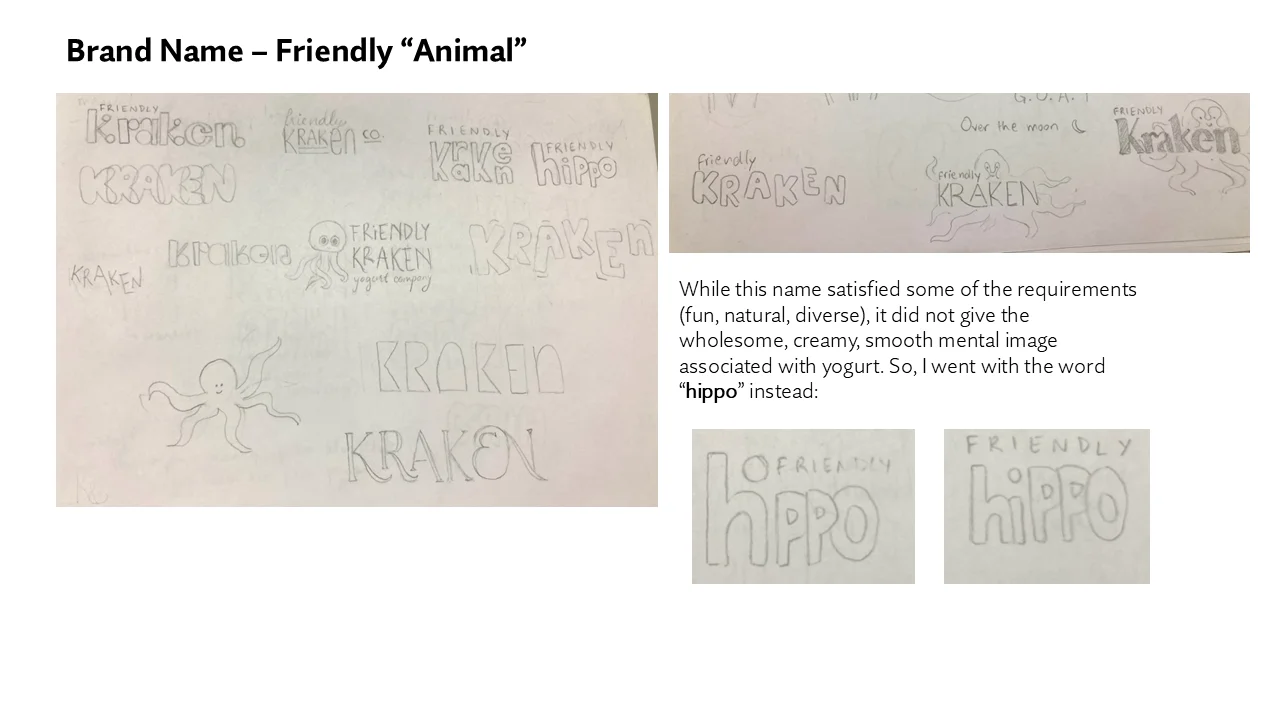 Brand Name – Friendly “Animal”
FRIENDLY
Kraken
friendly
KRAKEN CO.
FRIENDLY
KrKe
aKn
FRIENDLY
hiPPo
KRAKEN
KRAKEN
Kraken
FRIENDLY
KRAKEN
yogurt company
KRAKEN
KRAKEN
KRAKEN
G.O.A.T
Over the moon
FRIENDLY
Kraken
friendly
KRAKEN
friendly
KRAKEN
While this name satisfied some of the requirements
(fun, natural, diverse), it did not give the
wholesome, creamy, smooth mental image
associated with yogurt. So, I went with the word
“hippo” instead:
FRIENDLY
hiPPO
FRIENDLY
hiPPO